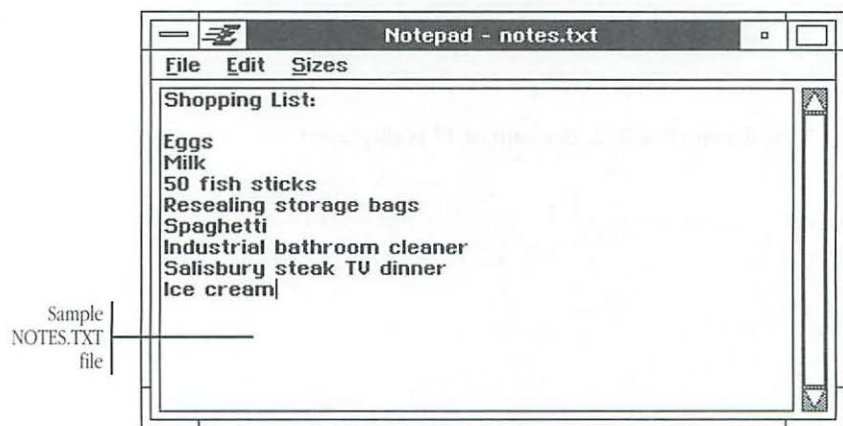 Notepad - notes.txt
File Edit Sizes
Shopping List:
Eggs
Milk
50 fish sticks
Resealing storage bags
Spaghetti
Industrial bathroom cleaner
Salisbury steak TV dinner
Ice cream
Sample
NOTES.TXT
file